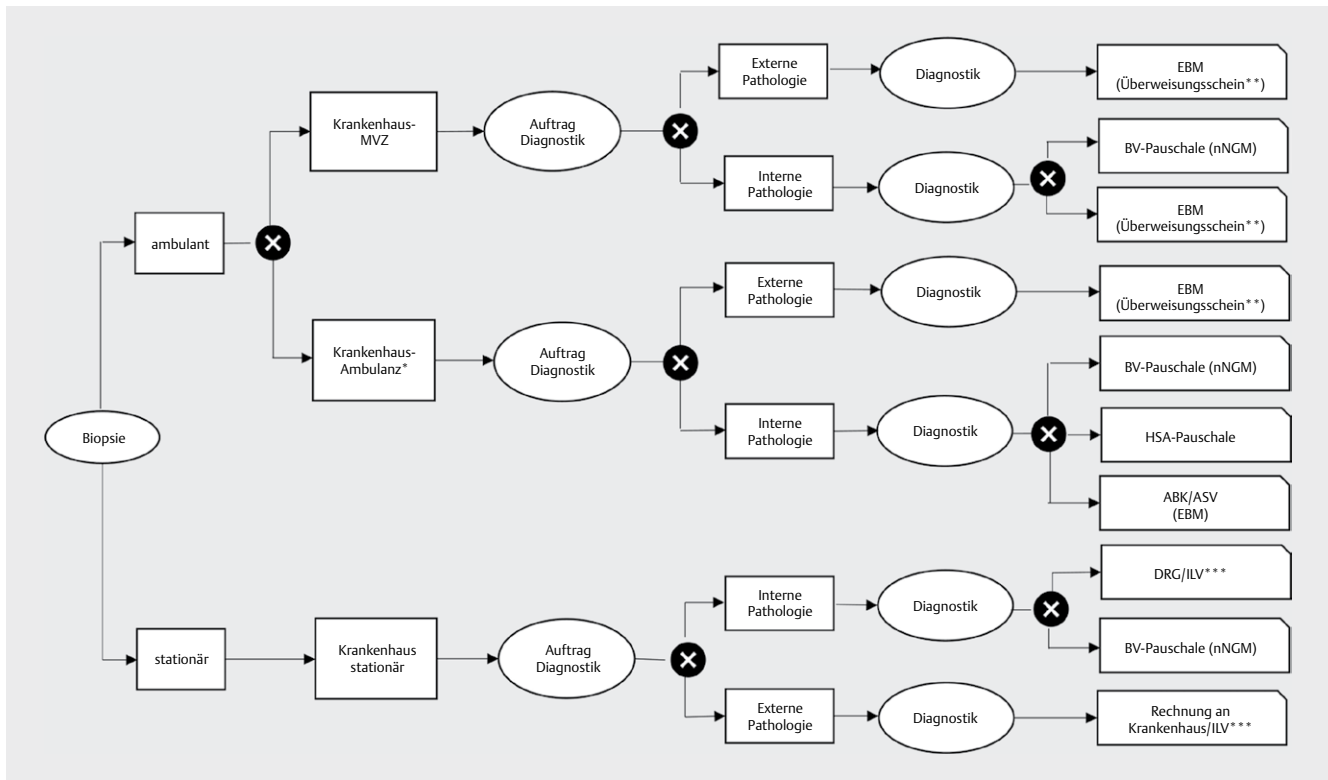 Biopsie
ambulant
Krankenhaus-
MVZ
Auftrag
Diagnostik
Externe
Pathologie
Diagnostik
EBM
(Überweisungsschein**)
Interne
Pathologie
Diagnostik
BV-Pauschale (nNGM)
EBM
(Überweisungsschein**)
Krankenhaus-
Ambulanz*
Auftrag
Diagnostik
Externe
Pathologie
Diagnostik
EBM
(Überweisungsschein**)
Interne
Pathologie
Diagnostik
BV-Pauschale (nNGM)
HSA-Pauschale
ABK/ASV
(EBM)
stationär
Krankenhaus
stationär
Auftrag
Diagnostik
Interne
Pathologie
Diagnostik
DRG/ILV***
BV-Pauschale (nNGM)
Externe
Pathologie
Diagnostik
Rechnung an
Krankenhaus/ILV***